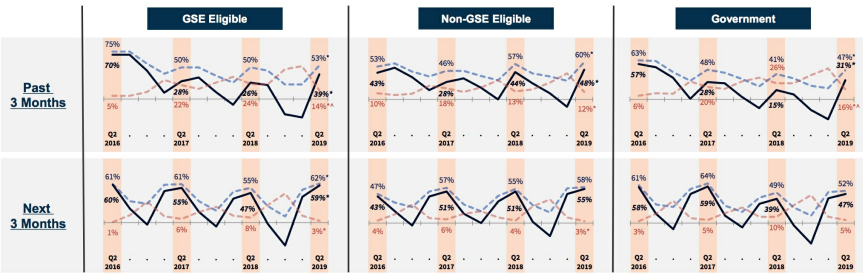 GSE Eligible Non-GSE Eligible Government
Past
3 Months
75% 50% 50% 53%*
70% 28% 26% 39%*
5% 22% 24% 14%*^
Q2 Q2 Q2 Q2
2016 2017 2018 2019
53% 46% 57% 60%*
43% 28% 44% 48%*
10% 18% 13% 12%*
Q2 Q2 Q2 Q2
2016 2017 2018 2019
63% 48% 41% 47%*
57% 28% 26% 31%*
6% 20% 15% 16%*^
Q2 Q2 Q2 Q2
2016 2017 2018 2019
Next
3 Months
61% 61% 55% 62%*
60% 55% 47% 59%*
1% 6% 8% 3%*
Q2 Q2 Q2 Q2
2016 2017 2018 2019
47% 57% 55% 58%
43% 51% 51% 55%
4% 6% 4% 3%*
Q2 Q2 Q2 Q2
2016 2017 2018 2019
61% 64% 49% 52%
58% 59% 39% 47%
3% 5% 10% 5%
Q2 Q2 Q2 Q2
2016 2017 2018 2019